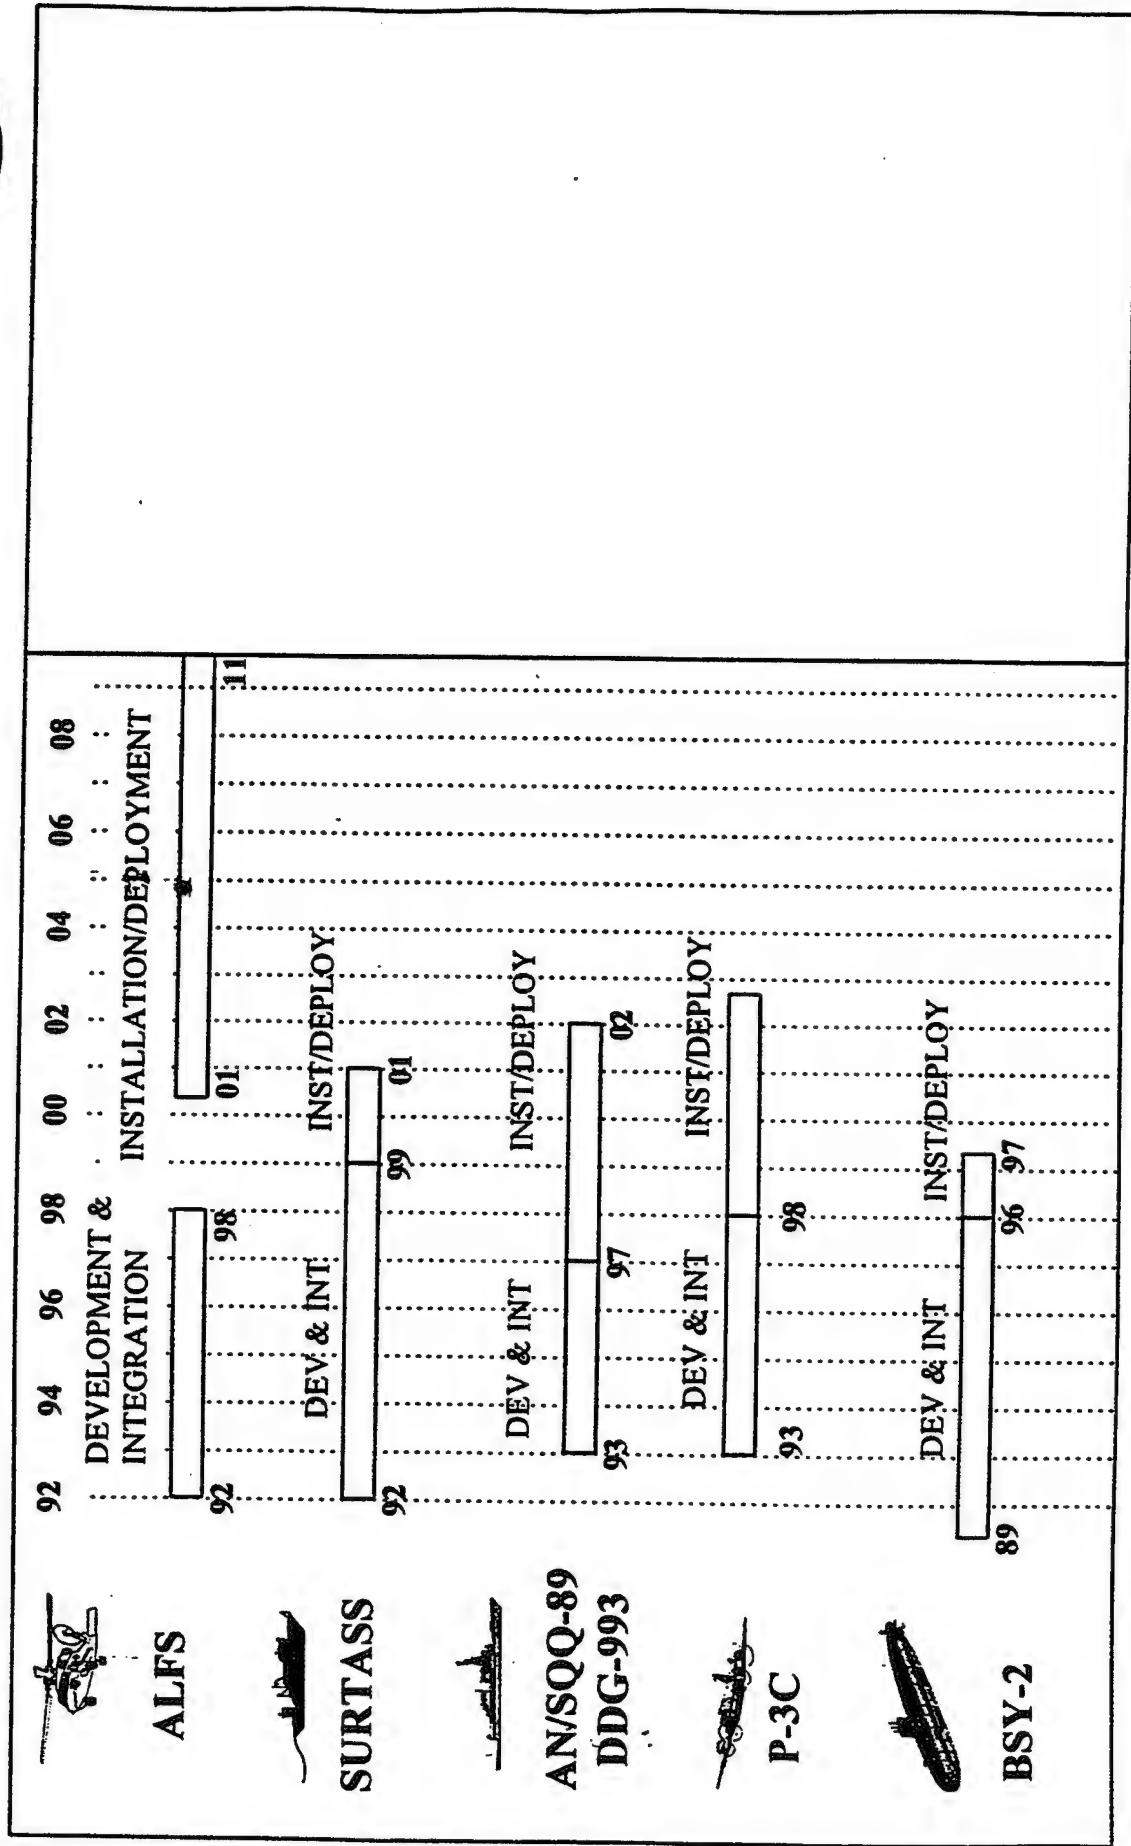 92 94 96 98 00 02 04 06 08
DEVELOPMENT &
INTEGRATION
INSTALLATION/DEPLOYMENT
ALFS
92 98 01 11
DEV & INT INST/DEPLOY
SURTASS
92 99 01
DEV & INT INST/DEPLOY
AN/SQQ-89
DDG-993
93 97 02
DEV & INT INST/DEPLOY
P-3C
93 98
DEV & INT INST/DEPLOY
BSY-2
89 96 97